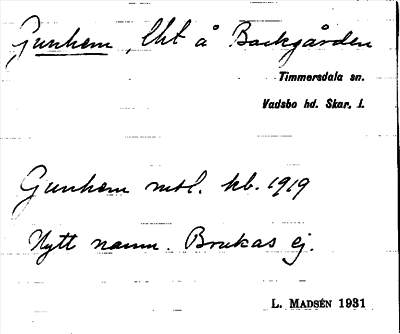 Gunhem, lht å Backgården
Timmersdala sn.
Vadsbo hd. Skar. l.
Gunhem mtl. kb. 1919
Nytt namn. Brukas ej.
L. MADSÉN 1931